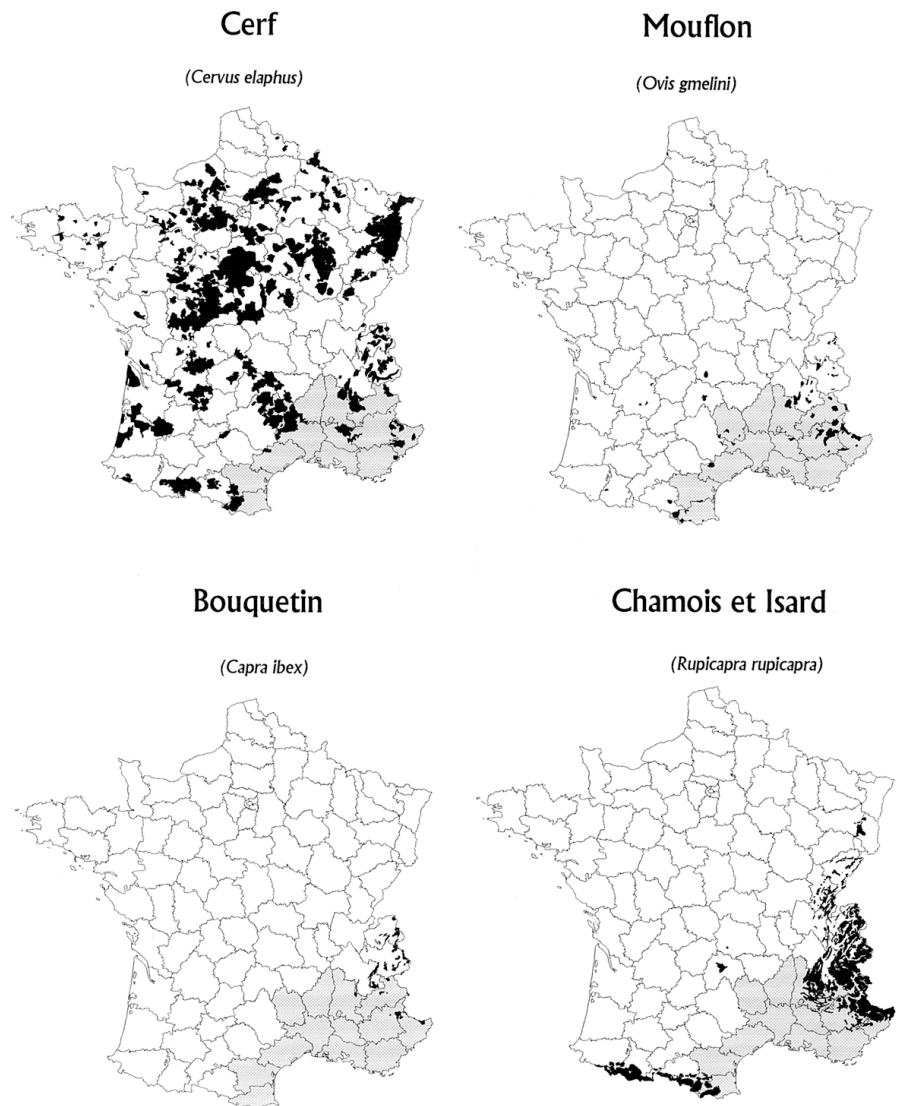 Cerf
(Cervus elaphus)
Mouflon
(Ovis gmelini)
Bouquetin
(Capra ibex)
Chamois et Isard
(Rupicapra rupicapra)